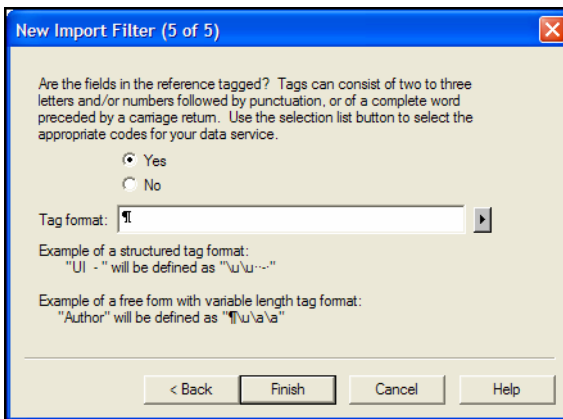 New Import Filter (5 of 5)
Are the fields in the reference tagged?  Tags can consist of two to three
letters and/or numbers followed by punctuation, or of a complete word
preceded by a carriage return.  Use the selection list button to select the
appropriate codes for your data service.
Yes
No
Tag format: ¶
Example of a structured tag format:
"UI  - " will be defined as "\u\u··-·"
Example of a free form with variable length tag format:
"Author" will be defined as "¶\u\a\a"
< Back Finish Cancel Help